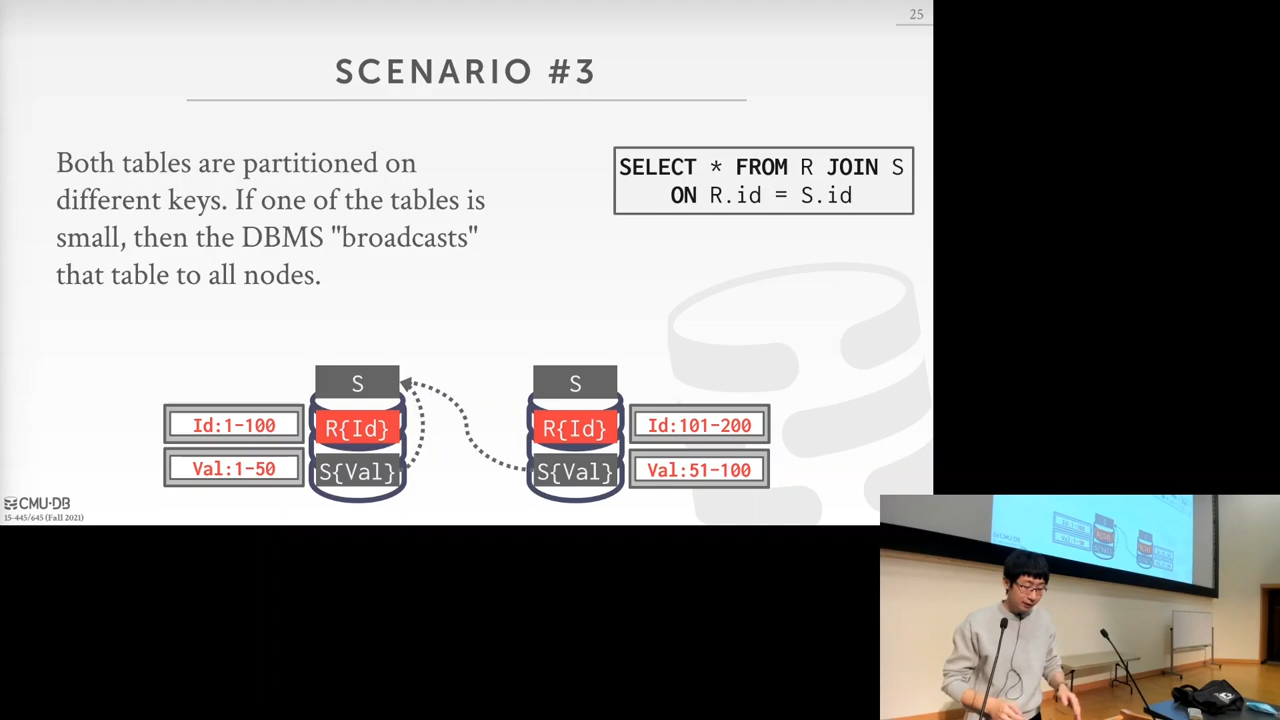 25
SCENARIO #3
Both tables are partitioned on
different keys. If one of the tables is
small, then the DBMS "broadcasts"
that table to all nodes.
SELECT * FROM R JOIN S
ON R.id = S.id
S
S
Id:1-100
R{Id}
R{Id}
Id:101-200
Val:1-50
S{Val}
S{Val}
Val:51-100
CMU·DB
15-445/645 (Fall 2021)